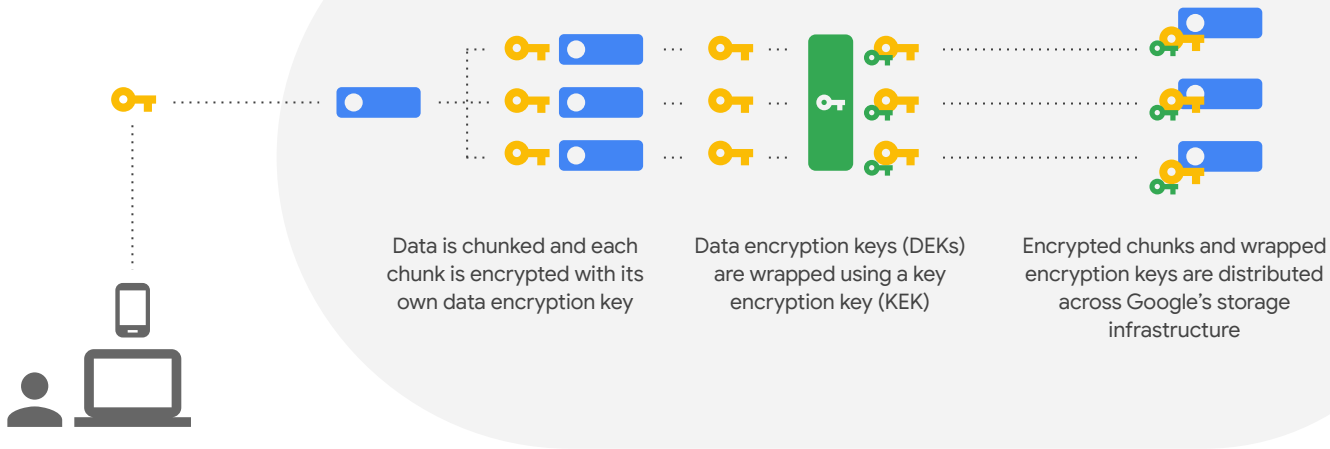 Data is chunked and each
chunk is encrypted with its
own data encryption key
Data encryption keys (DEKs)
are wrapped using a key
encryption key (KEK)
Encrypted chunks and wrapped
encryption keys are distributed
across Google's storage
infrastructure